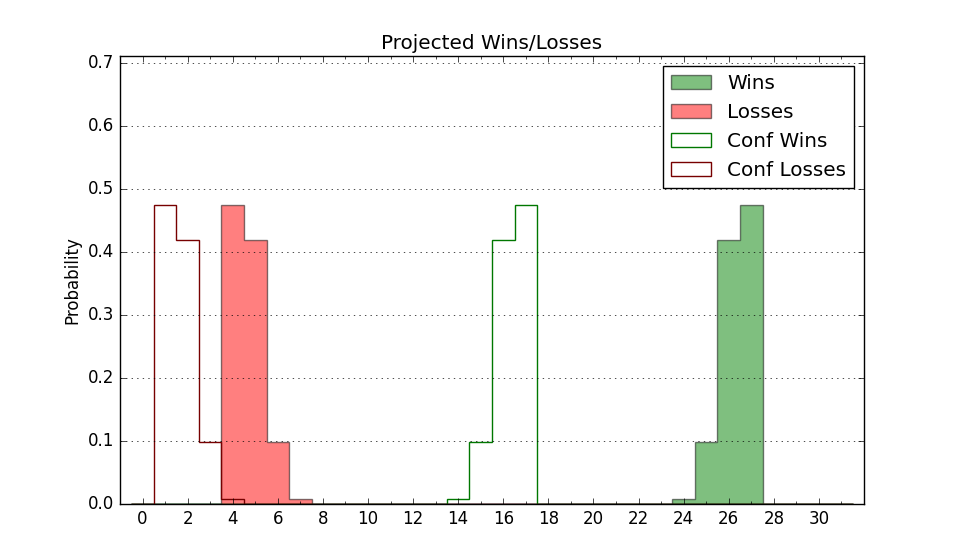 Projected Wins/Losses
Wins
Losses
Conf Wins
Conf Losses
Probability
0.7
0.6
0.5
0.4
0.3
0.2
0.1
0.0
0 2 4 6 8 10 12 14 16 18 20 22 24 26 28 30